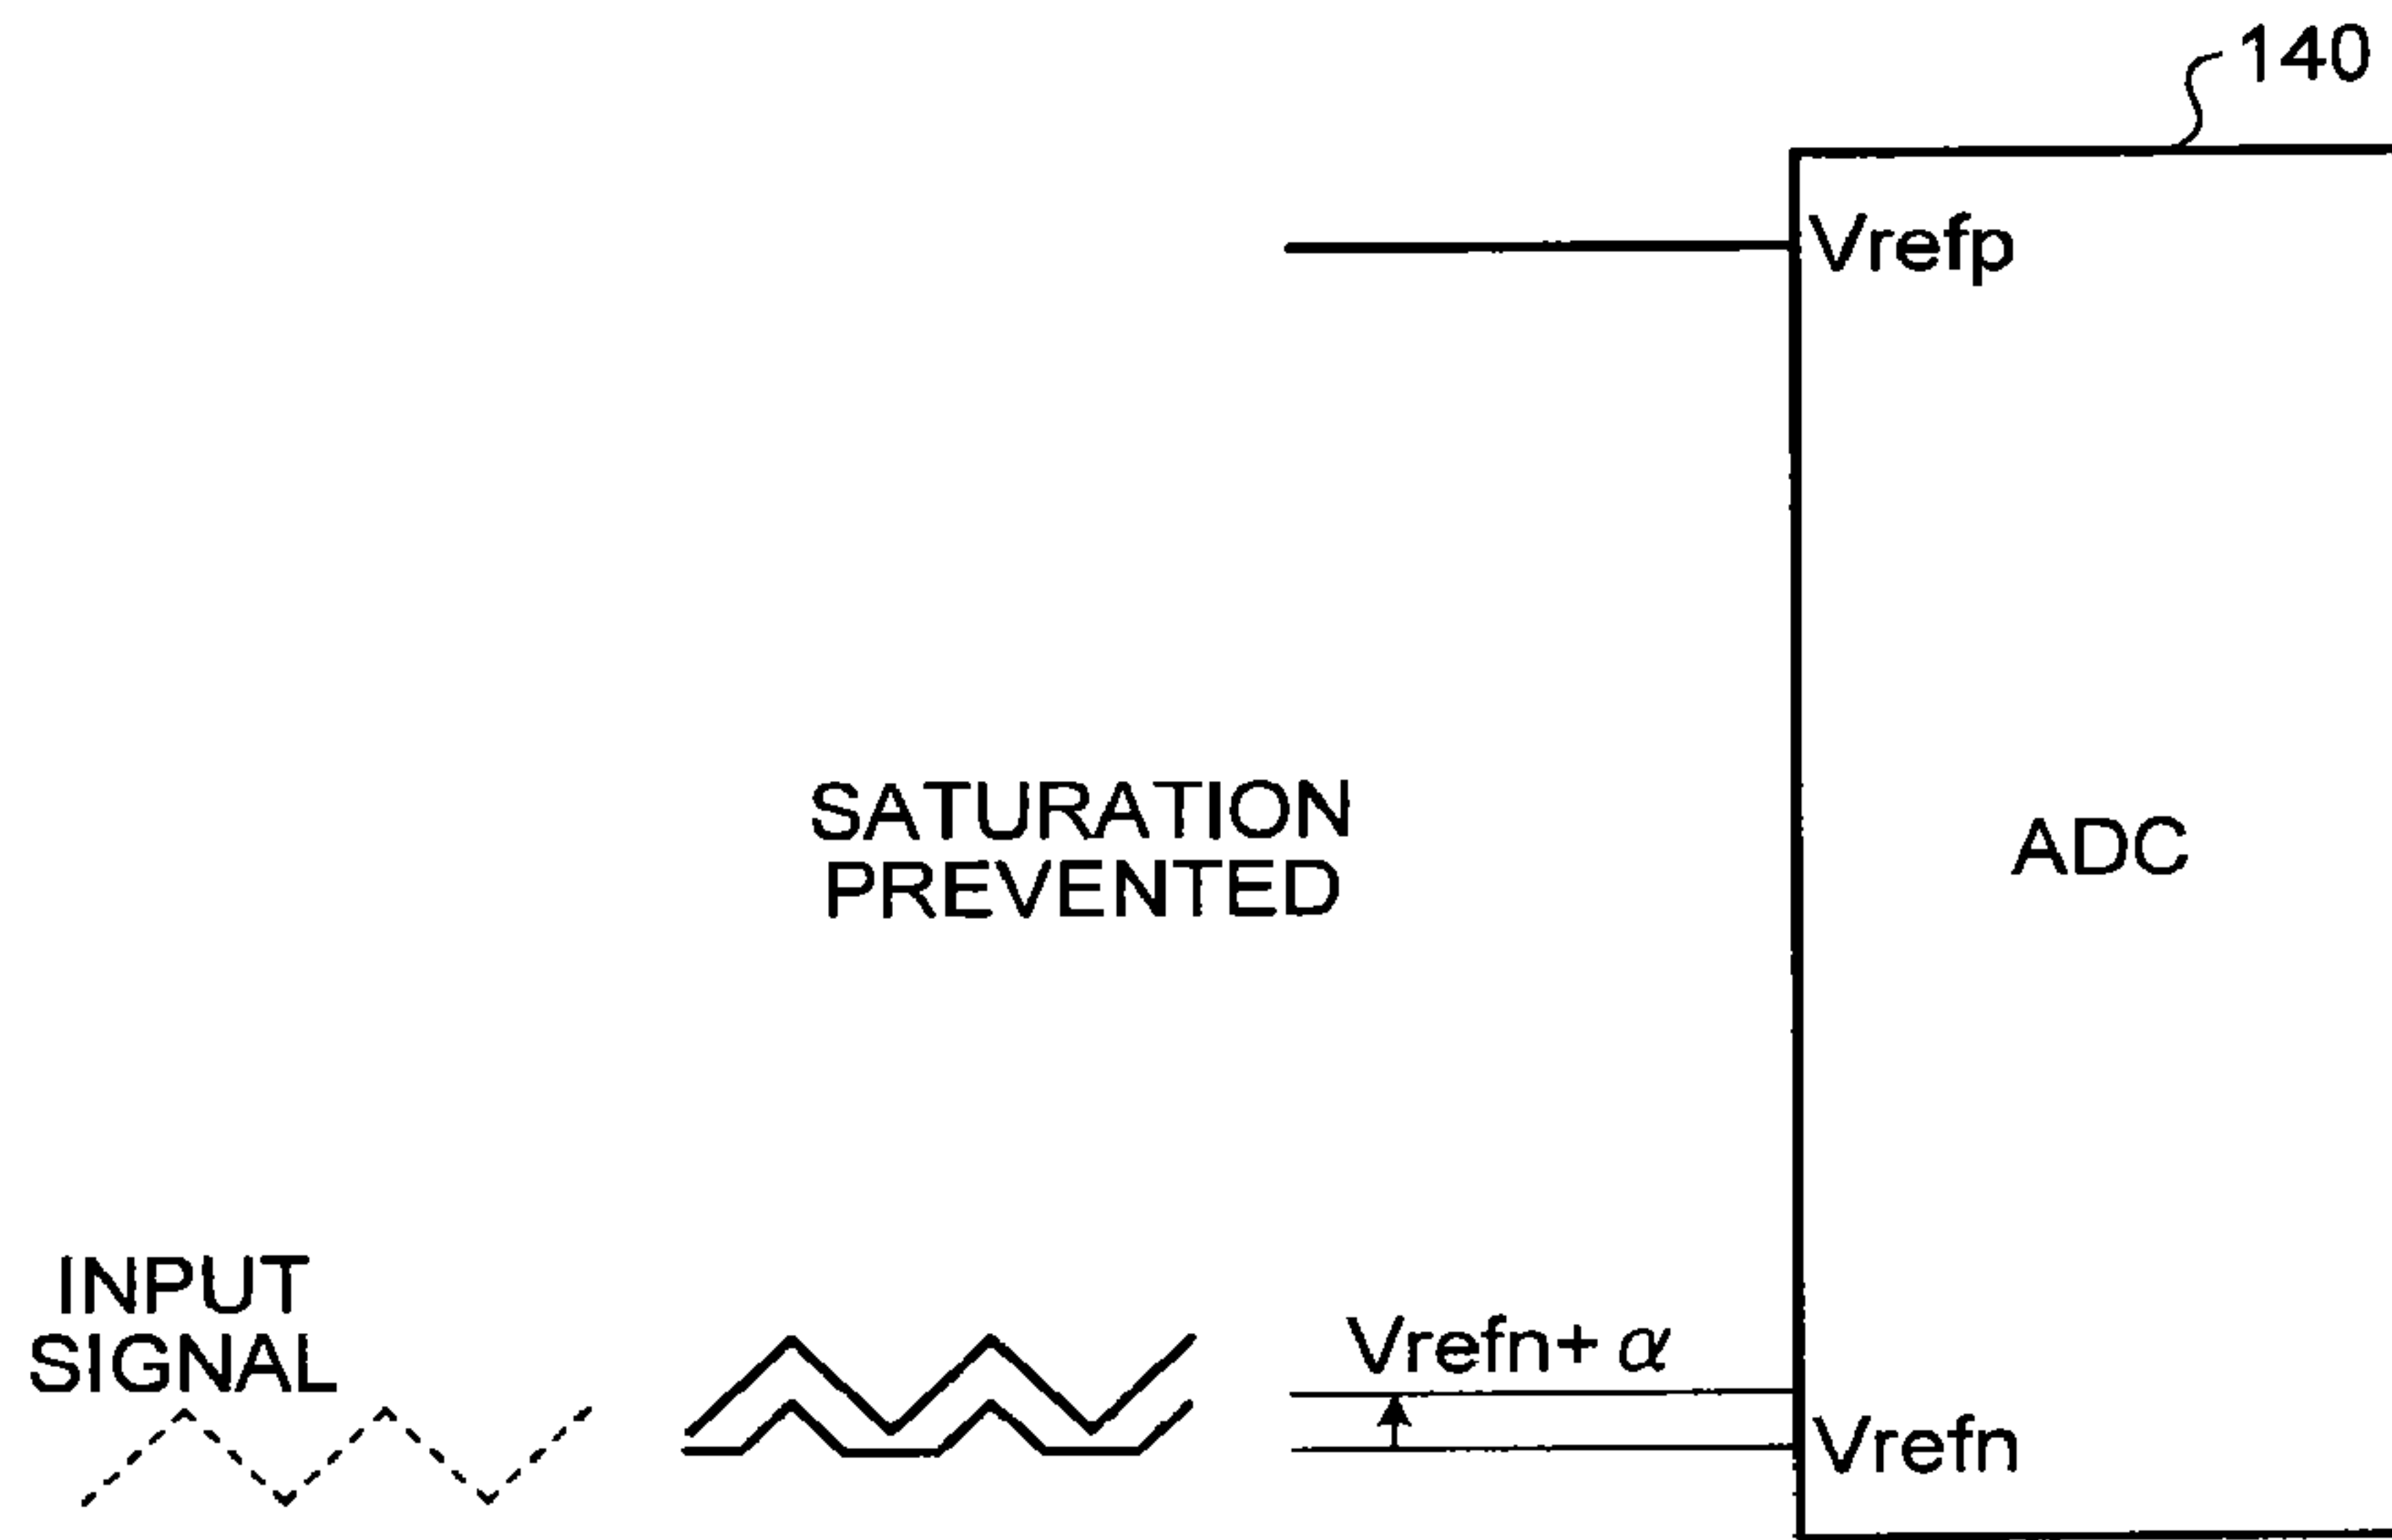 140
Vrefp
SATURATION
PREVENTED
ADC
INPUT
SIGNAL
Vrefn+ α
Vrefn